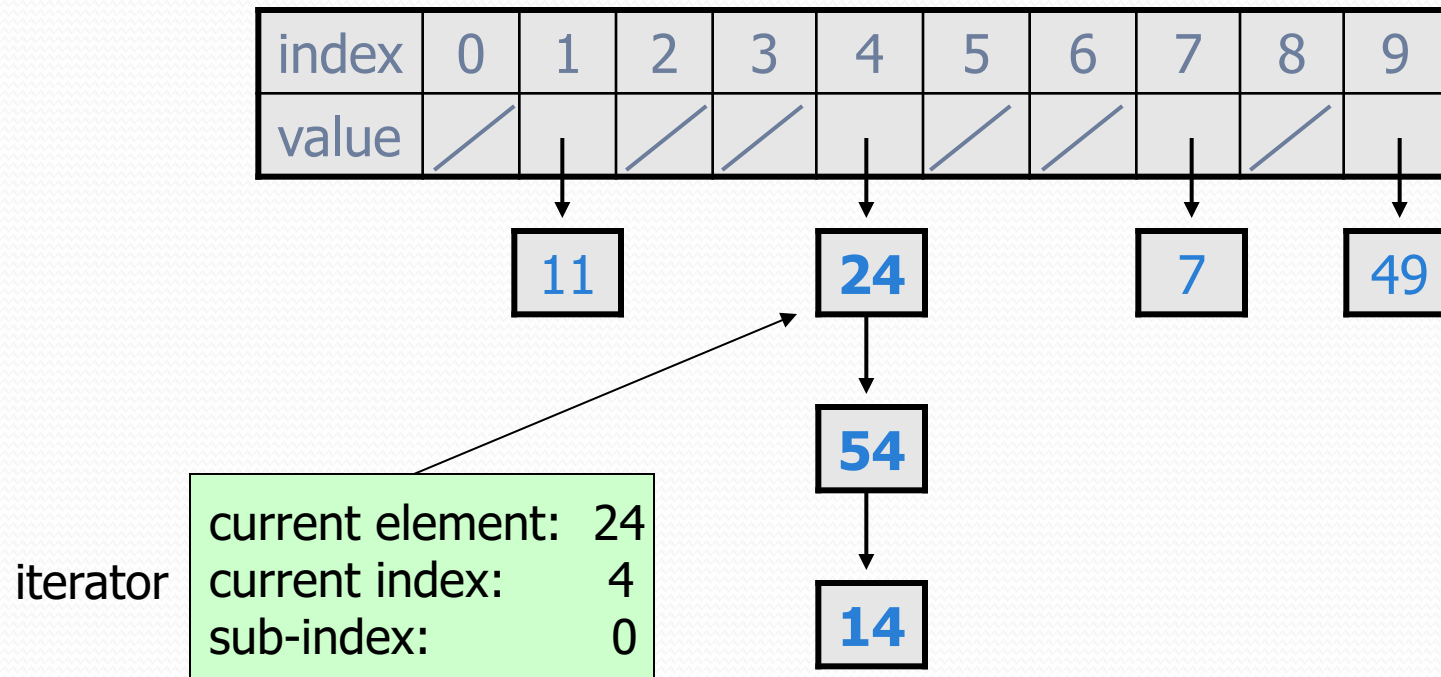 index 0 1 2 3 4 5 6 7 8 9
value
11 24 7 49
54
current element: 24
iterator current index: 4
sub-index: 0
14